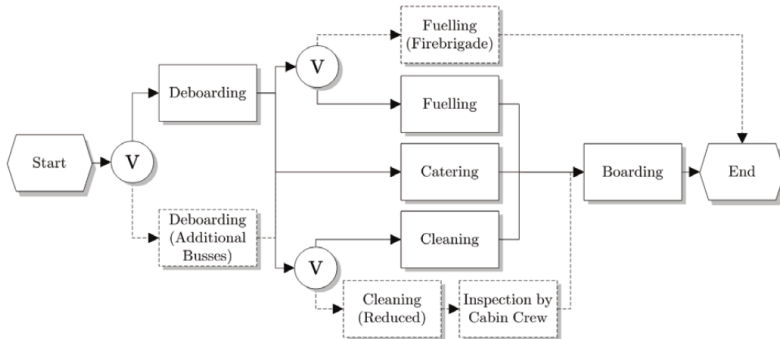 Start
V
Deboarding
Deboarding
(Additional
Busses)
V
Fuelling
(Firebrigade)
Fuelling
Catering
Cleaning
V
Cleaning
(Reduced)
Inspection by
Cabin Crew
Boarding
End